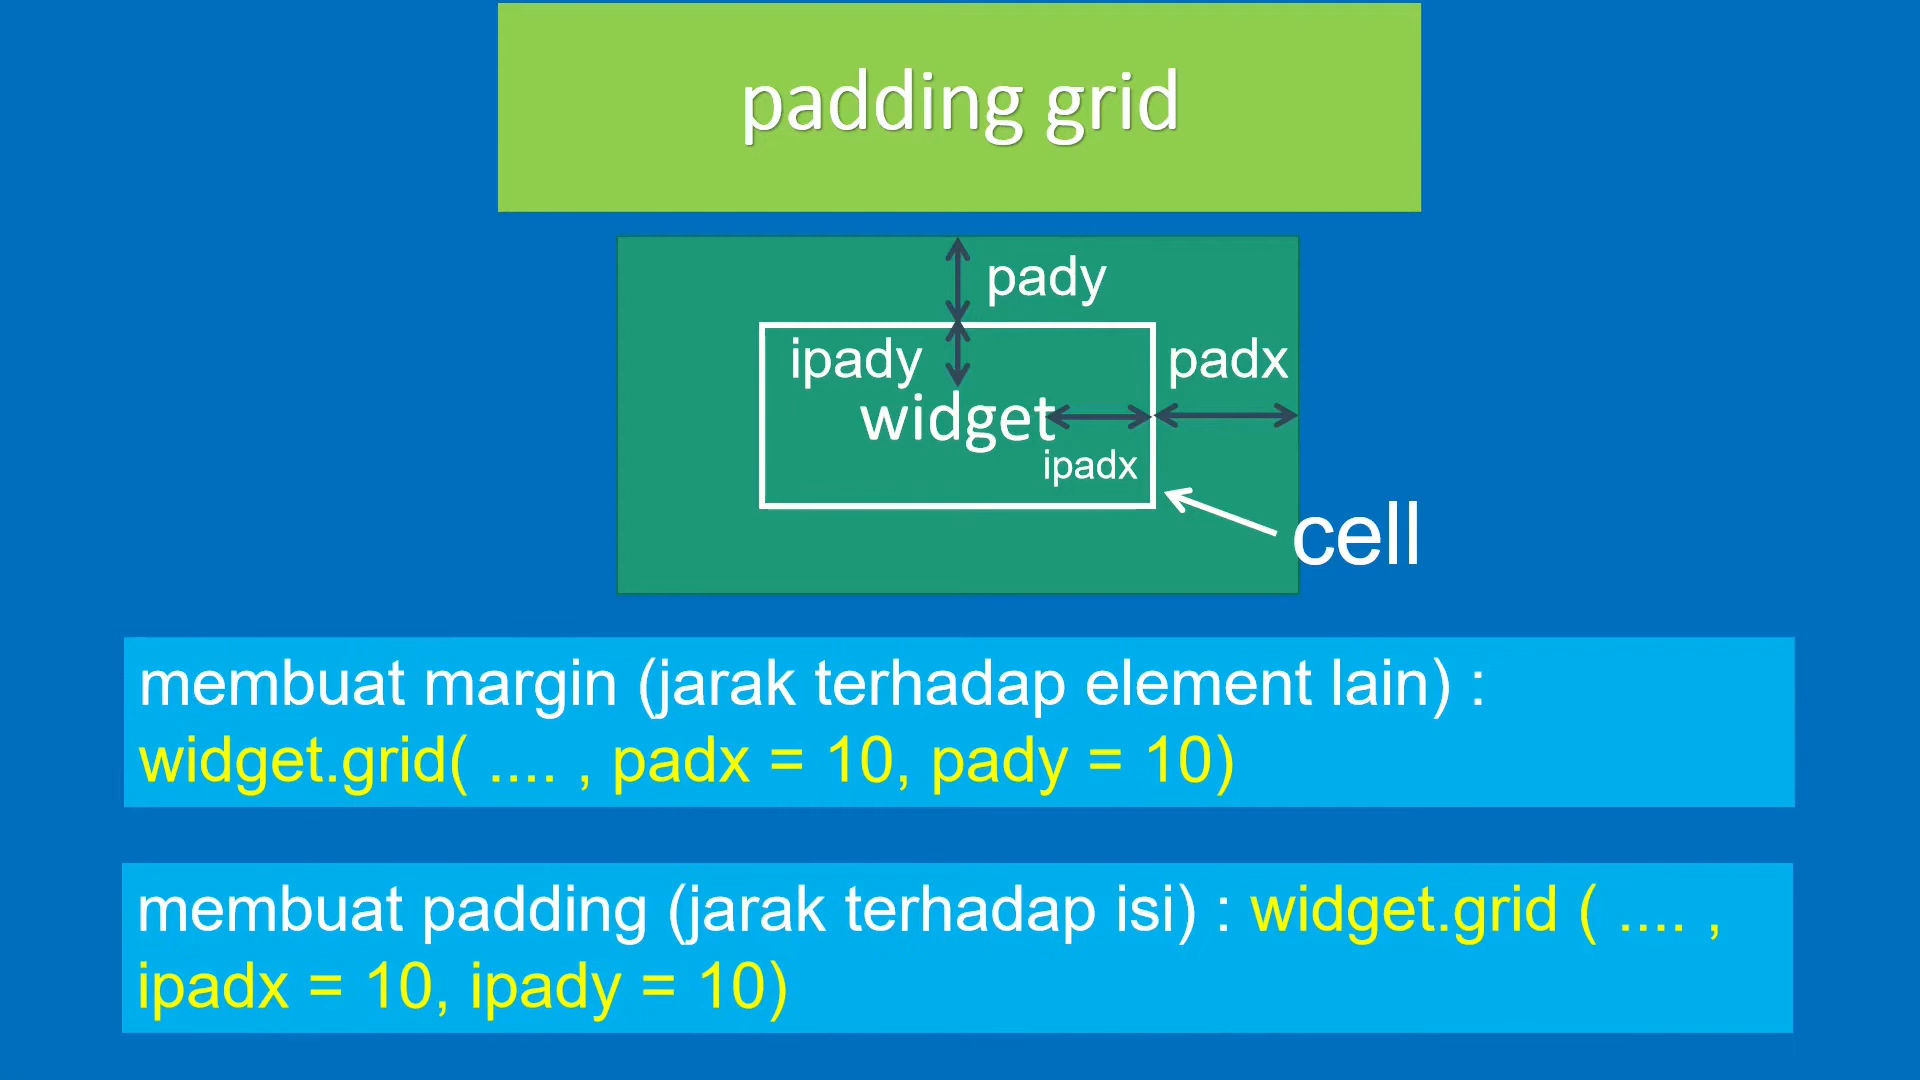 padding grid
pady
ipady
padx
widget
ipadx
cell
membuat margin (jarak terhadap element lain) :
widget.grid( .... , padx = 10, pady = 10)
membuat padding (jarak terhadap isi) : widget.grid ( .... ,
ipadx = 10, ipady = 10)